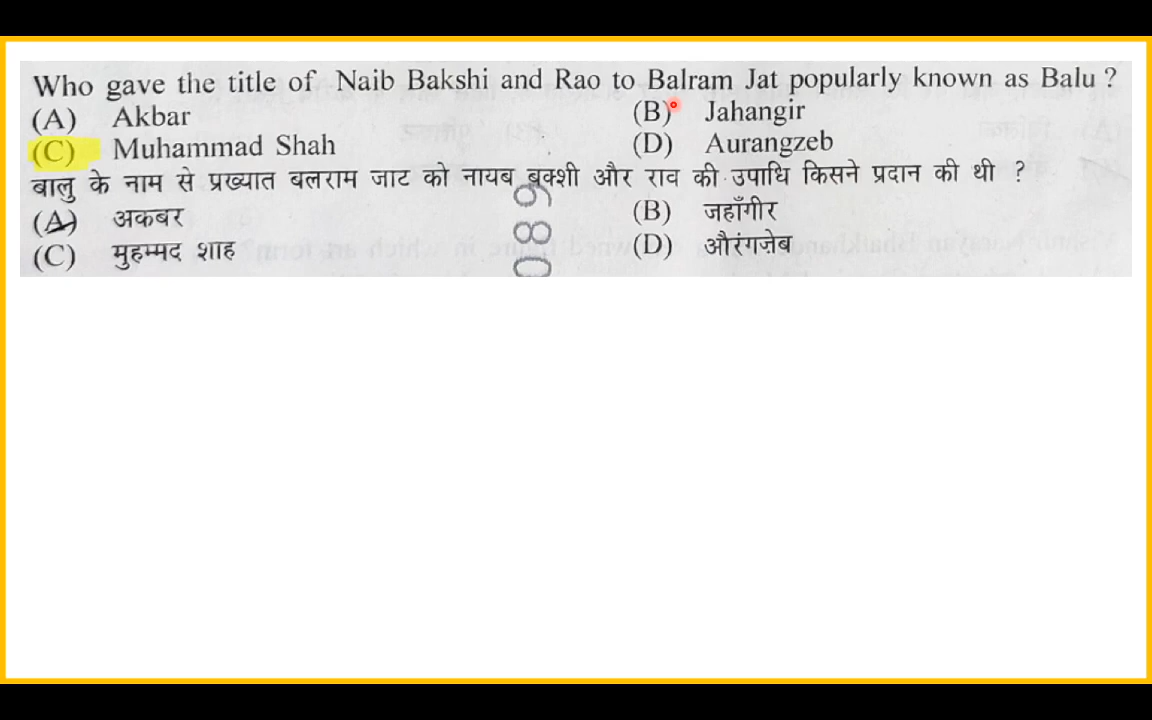 Who gave the title of Naib Bakshi and Rao to Balram Jat popularly known as Balu ?
(A) Akbar (B) Jahangir
(C) Muhammad Shah (D) Aurangzeb
बालु के नाम से प्रख्यात बलराम जाट को नायब बक्शी और राव की उपाधि किसने प्रदान की थी ?
(A) अकबर (B) जहाँगीर
(C) मुहम्मद शाह (D) औरंगज़ेब